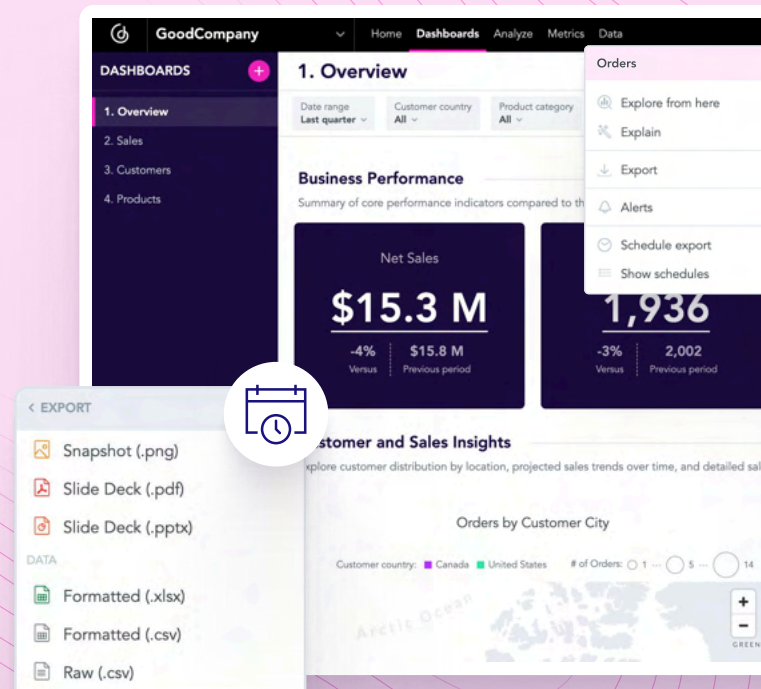 GoodCompany
Home Dashboards Analyze Metrics Data
DASHBOARDS
1. Overview
2. Sales
3. Customers
4. Products
1. Overview
Date range
Last quarter
Customer country
All
Product category
All
Orders
Explore from here
Explain
Export
Alerts
Schedule export
Show schedules
Business Performance
Summary of core performance indicators compared to th
Net Sales
$15.3 M
-4%
Versus
$15.8 M
Previous period
1,936
-3%
Versus
2,002
Previous period
stomer and Sales Insights
xplore customer distribution by location, projected sales trends over time, and detailed sal
Orders by Customer City
Customer country: Canada United States # of Orders: 1 ... 5 ... 14
Arctic Ocean
+
−
GREEN
< EXPORT
Snapshot (.png)
Slide Deck (.pdf)
Slide Deck (.pptx)
DATA
Formatted (.xlsx)
Formatted (.csv)
Raw (.csv)